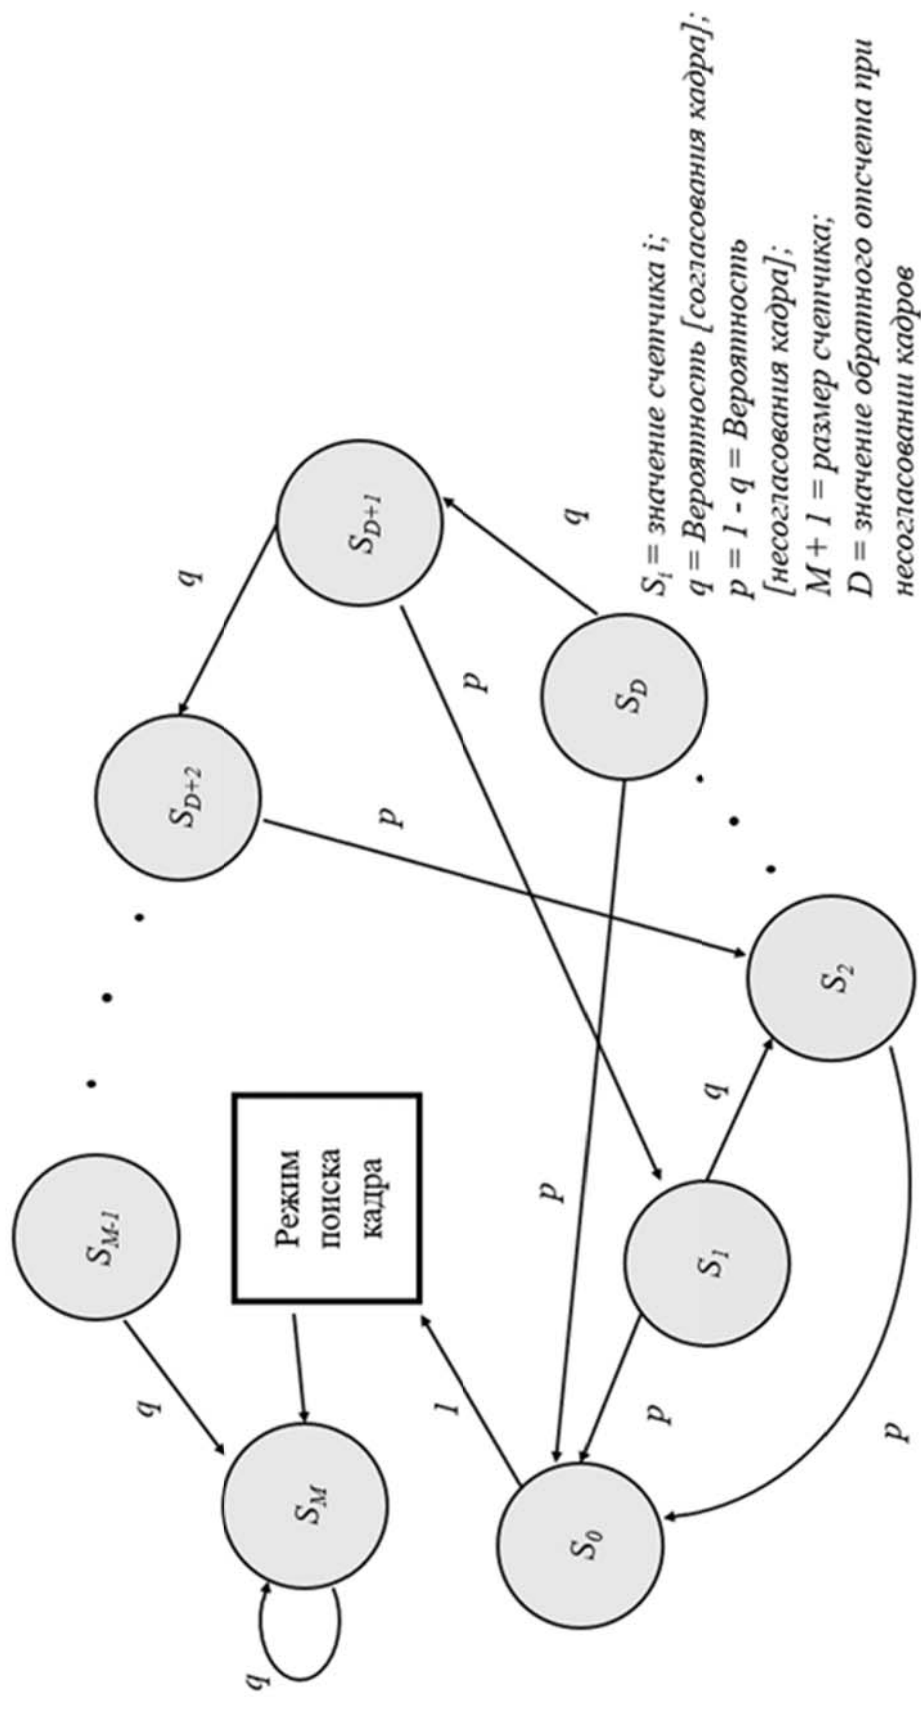 S_{M-1}
q
S_{D+2}
q
q
S_M
Режим
поиска
кадра
S_{D+1}
p
1
p
p
q
S_0
S_D
p
S_1
q
S_2
p
S_i = значение счетчика i;
q = Вероятность [согласования кадра];
p = 1 - q = Вероятность
[несогласования кадра];
M + 1 = размер счетчика;
D = значение обратного отсчета при
несогласовании кадров